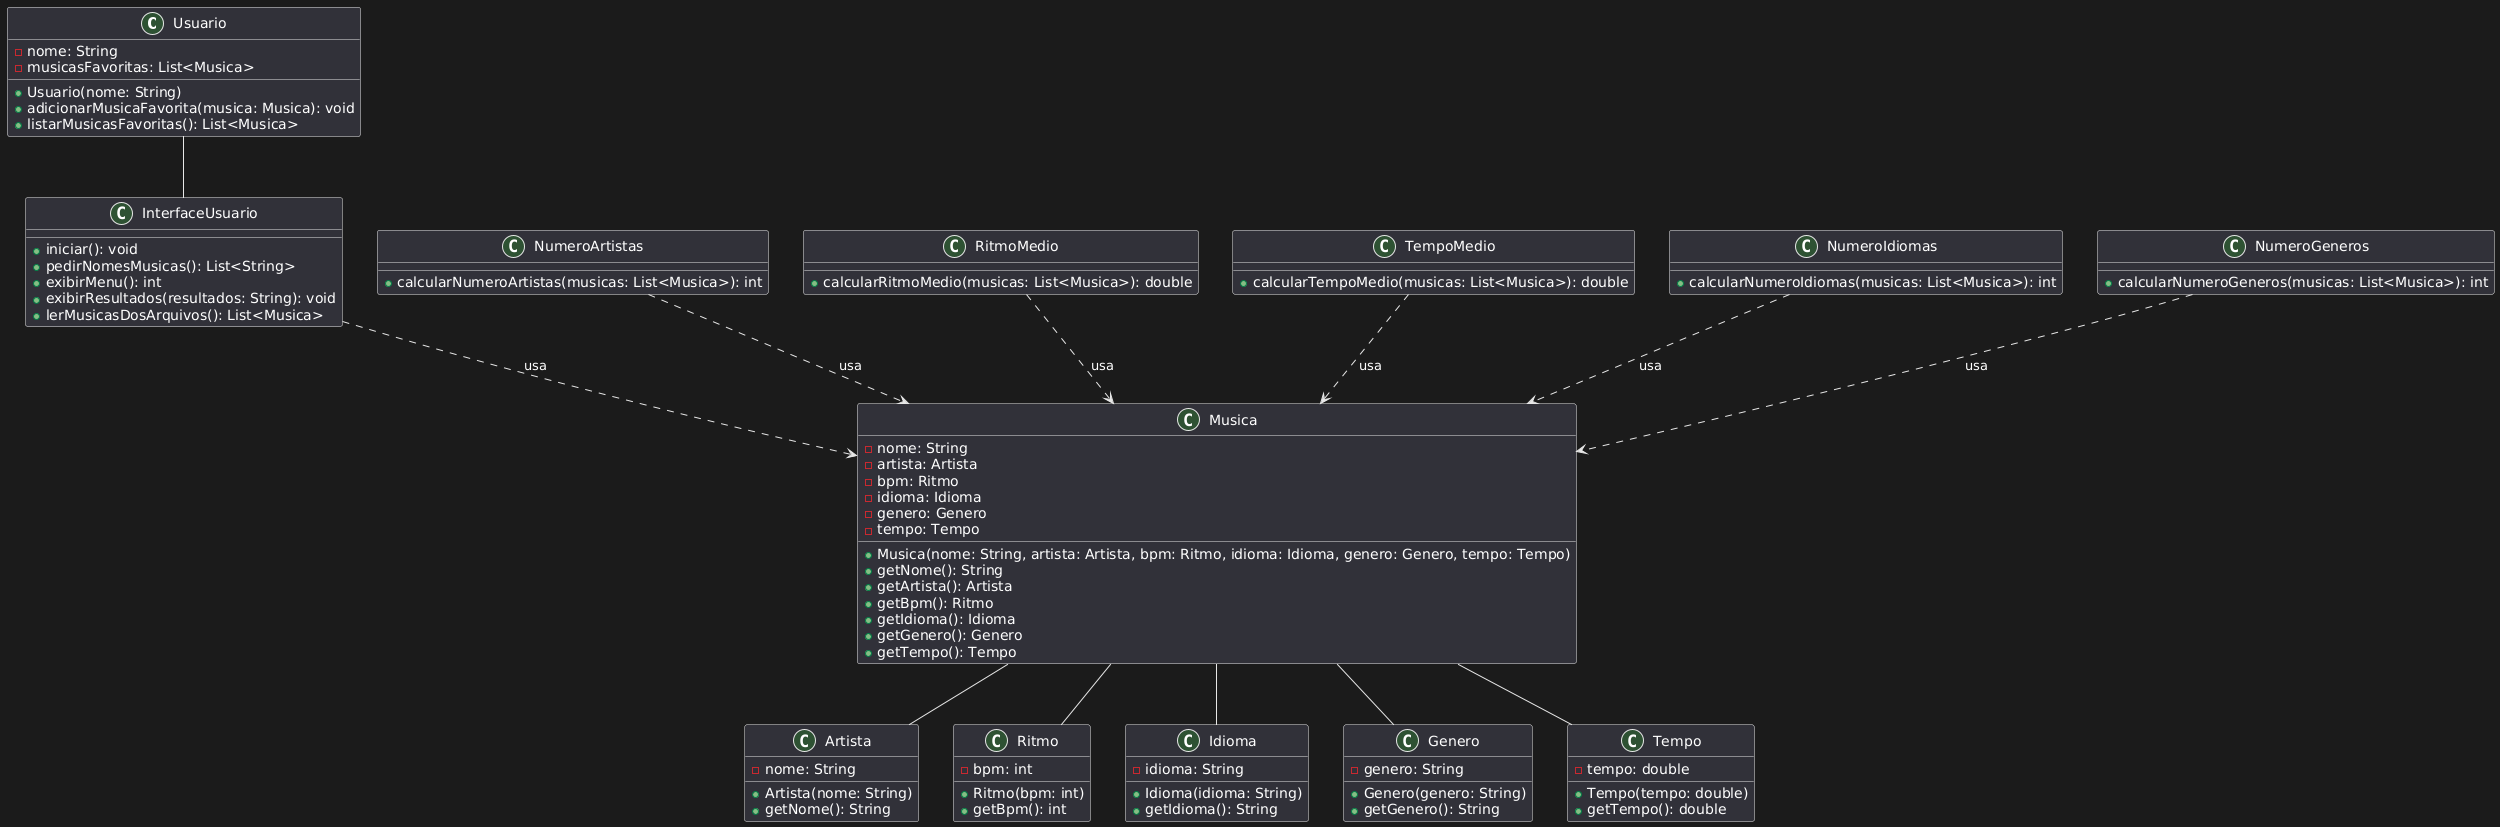 Usuario
nome: String
musicasFavoritas: List<Musica>
Usuario(nome: String)
adicionarMusicaFavorita(musica: Musica): void
listarMusicasFavoritas(): List<Musica>
InterfaceUsuario
iniciar(): void
pedirNomesMusicas(): List<String>
exibirMenu(): int
exibirResultados(resultados: String): void
lerMusicasDosArquivos(): List<Musica>
NumeroArtistas
calcularNumeroArtistas(musicas: List<Musica>): int
RitmoMedio
calcularRitmoMedio(musicas: List<Musica>): double
TempoMedio
calcularTempoMedio(musicas: List<Musica>): double
NumeroIdiomas
calcularNumeroIdiomas(musicas: List<Musica>): int
NumeroGeneros
calcularNumeroGeneros(musicas: List<Musica>): int
usa
usa
usa
usa
usa
usa
Musica
nome: String
artista: Artista
bpm: Ritmo
idioma: Idioma
genero: Genero
tempo: Tempo
Musica(nome: String, artista: Artista, bpm: Ritmo, idioma: Idioma, genero: Genero, tempo: Tempo)
getNome(): String
getArtista(): Artista
getBpm(): Ritmo
getIdioma(): Idioma
getGenero(): Genero
getTempo(): Tempo
Artista
nome: String
Artista(nome: String)
getNome(): String
Ritmo
bpm: int
Ritmo(bpm: int)
getBpm(): int
Idioma
idioma: String
Idioma(idioma: String)
getIdioma(): String
Genero
genero: String
Genero(genero: String)
getGenero(): String
Tempo
tempo: double
Tempo(tempo: double)
getTempo(): double